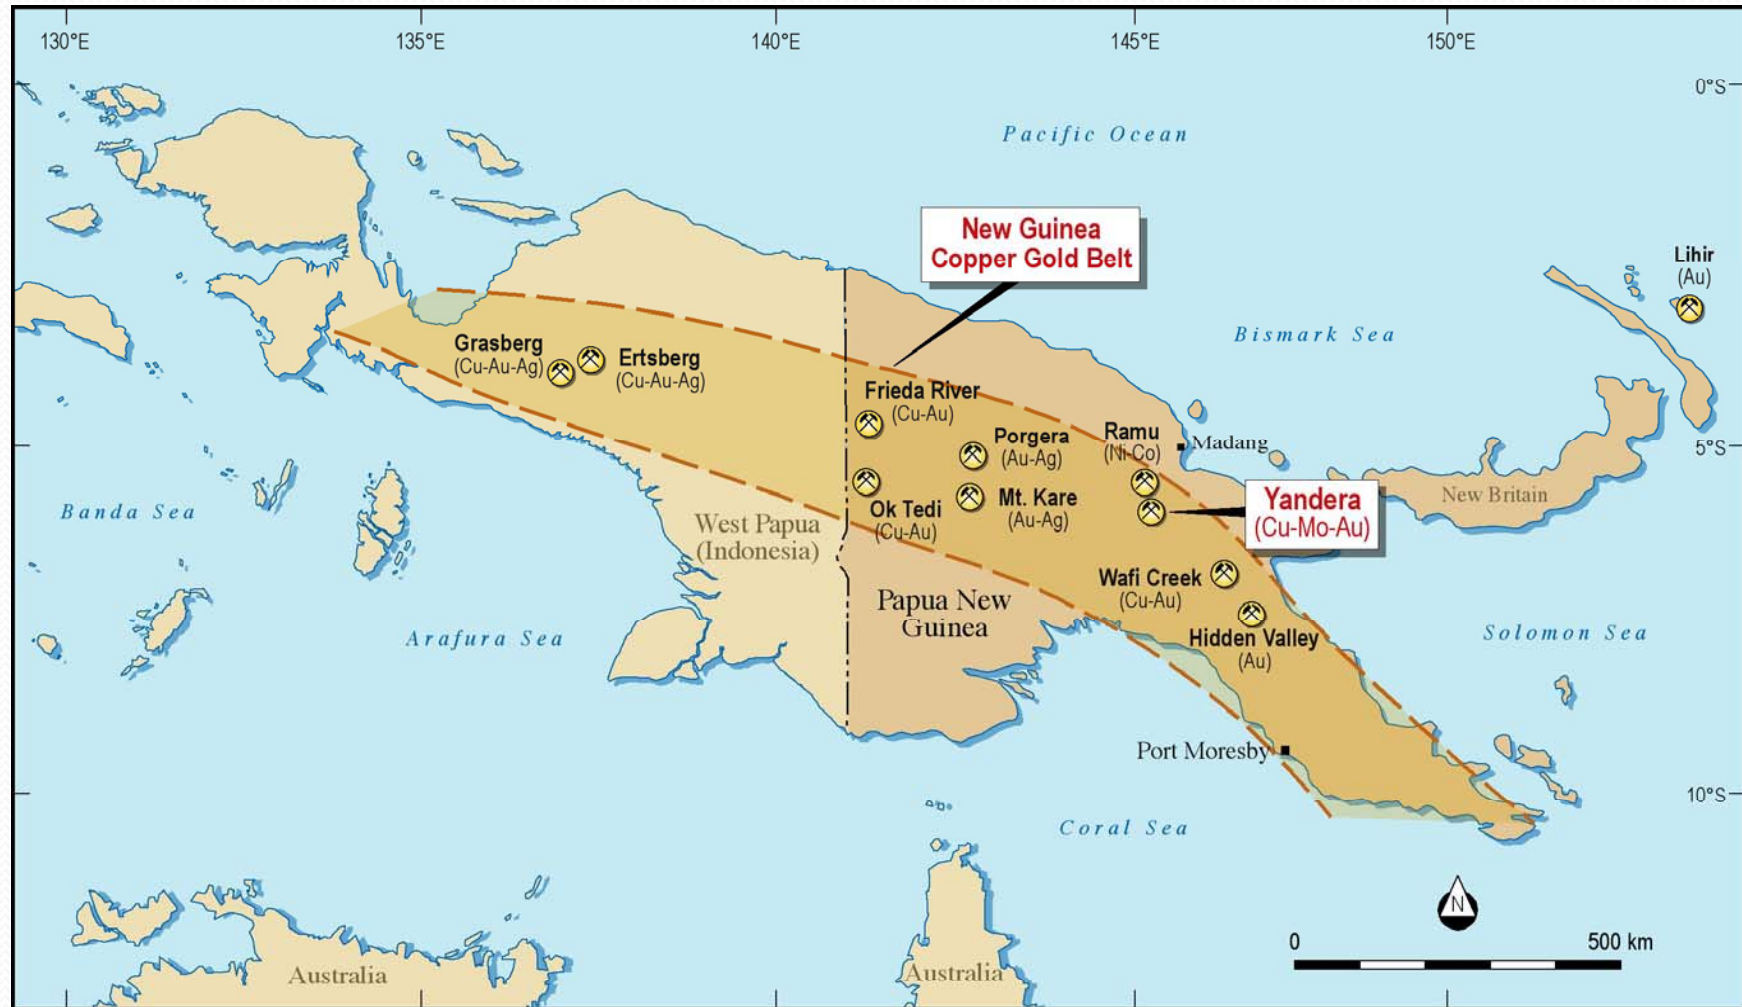 130°E
135°E
140°E
145°E
150°E
0°S
Pacific Ocean
New Guinea
Copper Gold Belt
Lihir
(Au)
Bismark Sea
Grasberg
(Cu-Au-Ag)
Ertsberg
(Cu-Au-Ag)
Frieda River
(Cu-Au)
Porgera
(Au-Ag)
Ramu
(Ni-Co)
Madang
5°S
Yandera
(Cu-Mo-Au)
New Britain
Banda Sea
West Papua
(Indonesia)
Ok Tedi
(Cu-Au)
Mt. Kare
(Au-Ag)
Wafi Creek
(Cu-Au)
Papua New
Guinea
Arafura Sea
Hidden Valley
(Au)
Solomon Sea
Port Moresby
10°S
Coral Sea
N
0
500 km
Australia
Australia